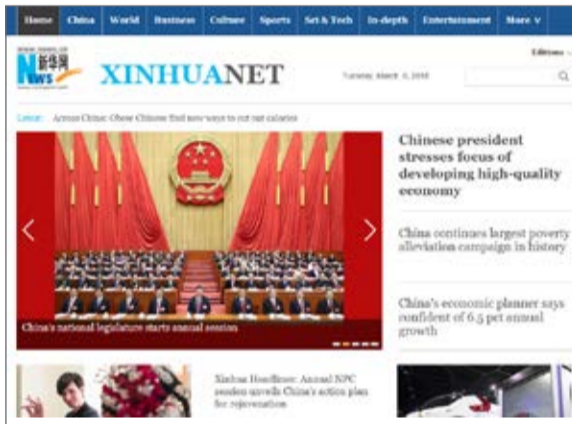 Home China World Business Culture Sports Sci & Tech In-depth Entertainment More ∨
Editions
新华网
NEWS
XINHUANET
Tuesday, March 6, 2018
Latest: Across China: Obese Chinese find new ways to cut out calories
Chinese president
stresses focus of
developing high-quality
economy
China continues largest poverty
alleviation campaign in history
China's economic planner says
confident of 6.5 pct annual
growth
China's national legislature starts annual session
Xinhua Headlines: Annual NPC
session unveils China's action plan
for rejuvenation